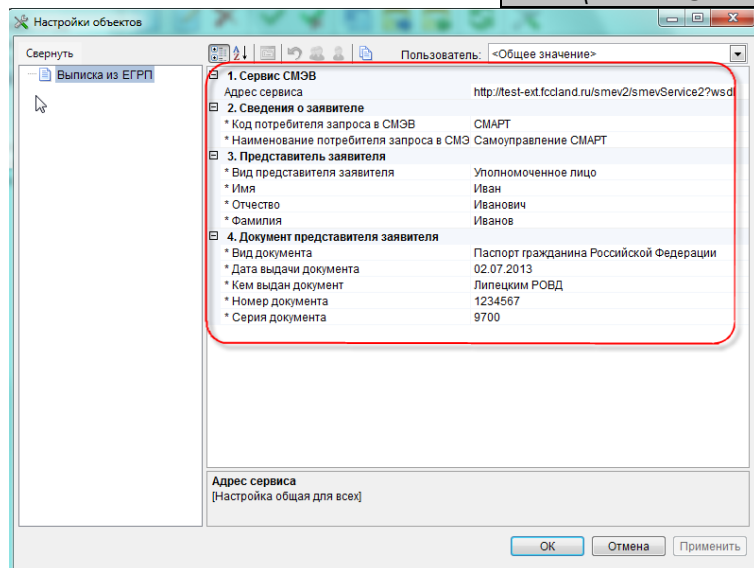 Настройки объектов
Свернуть
Пользователь: <Общее значение>
Выписка из ЕГРП
1. Сервис СМЭВ
Адрес сервиса http://test-ext.fccland.ru/smev2/smevService2?wsdl
2. Сведения о заявителе
* Код потребителя запроса в СМЭВ СМАРТ
* Наименование потребителя запроса в СМЭ Самоуправление СМАРТ
3. Представитель заявителя
* Вид представителя заявителя Уполномоченное лицо
* Имя Иван
* Отчество Иванович
* Фамилия Иванов
4. Документ представителя заявителя
* Вид документа Паспорт гражданина Российской Федерации
* Дата выдачи документа 02.07.2013
* Кем выдан документ Липецким РОВД
* Номер документа 1234567
* Серия документа 9700
Адрес сервиса
[Настройка общая для всех]
ОК Отмена Применить